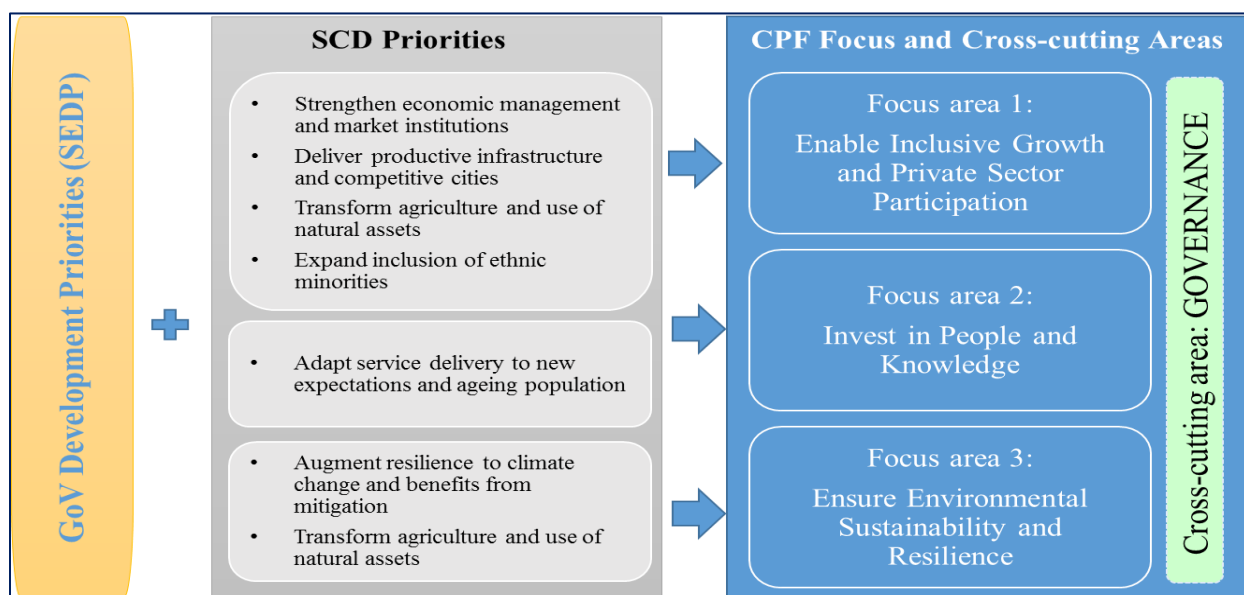 GoV Development Priorities (SEDP)
SCD Priorities
• Strengthen economic management
and market institutions
• Deliver productive infrastructure
and competitive cities
• Transform agriculture and use of
natural assets
• Expand inclusion of ethnic
minorities
• Adapt service delivery to new
expectations and ageing population
• Augment resilience to climate
change and benefits from
mitigation
• Transform agriculture and use of
natural assets
CPF Focus and Cross-cutting Areas
Focus area 1:
Enable Inclusive Growth
and Private Sector
Participation
Focus area 2:
Invest in People and
Knowledge
Focus area 3:
Ensure Environmental
Sustainability and
Resilience
Cross-cutting area: GOVERNANCE